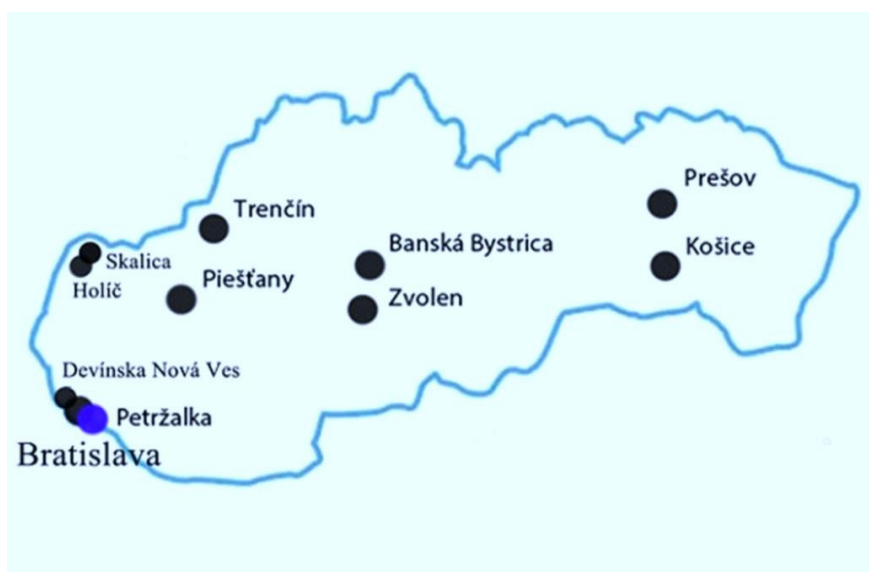 Prešov
Trenčín
Banská Bystrica
Košice
Skalica
Piešťany
Holíč
Zvolen
Devínska Nová Ves
Petržalka
Bratislava